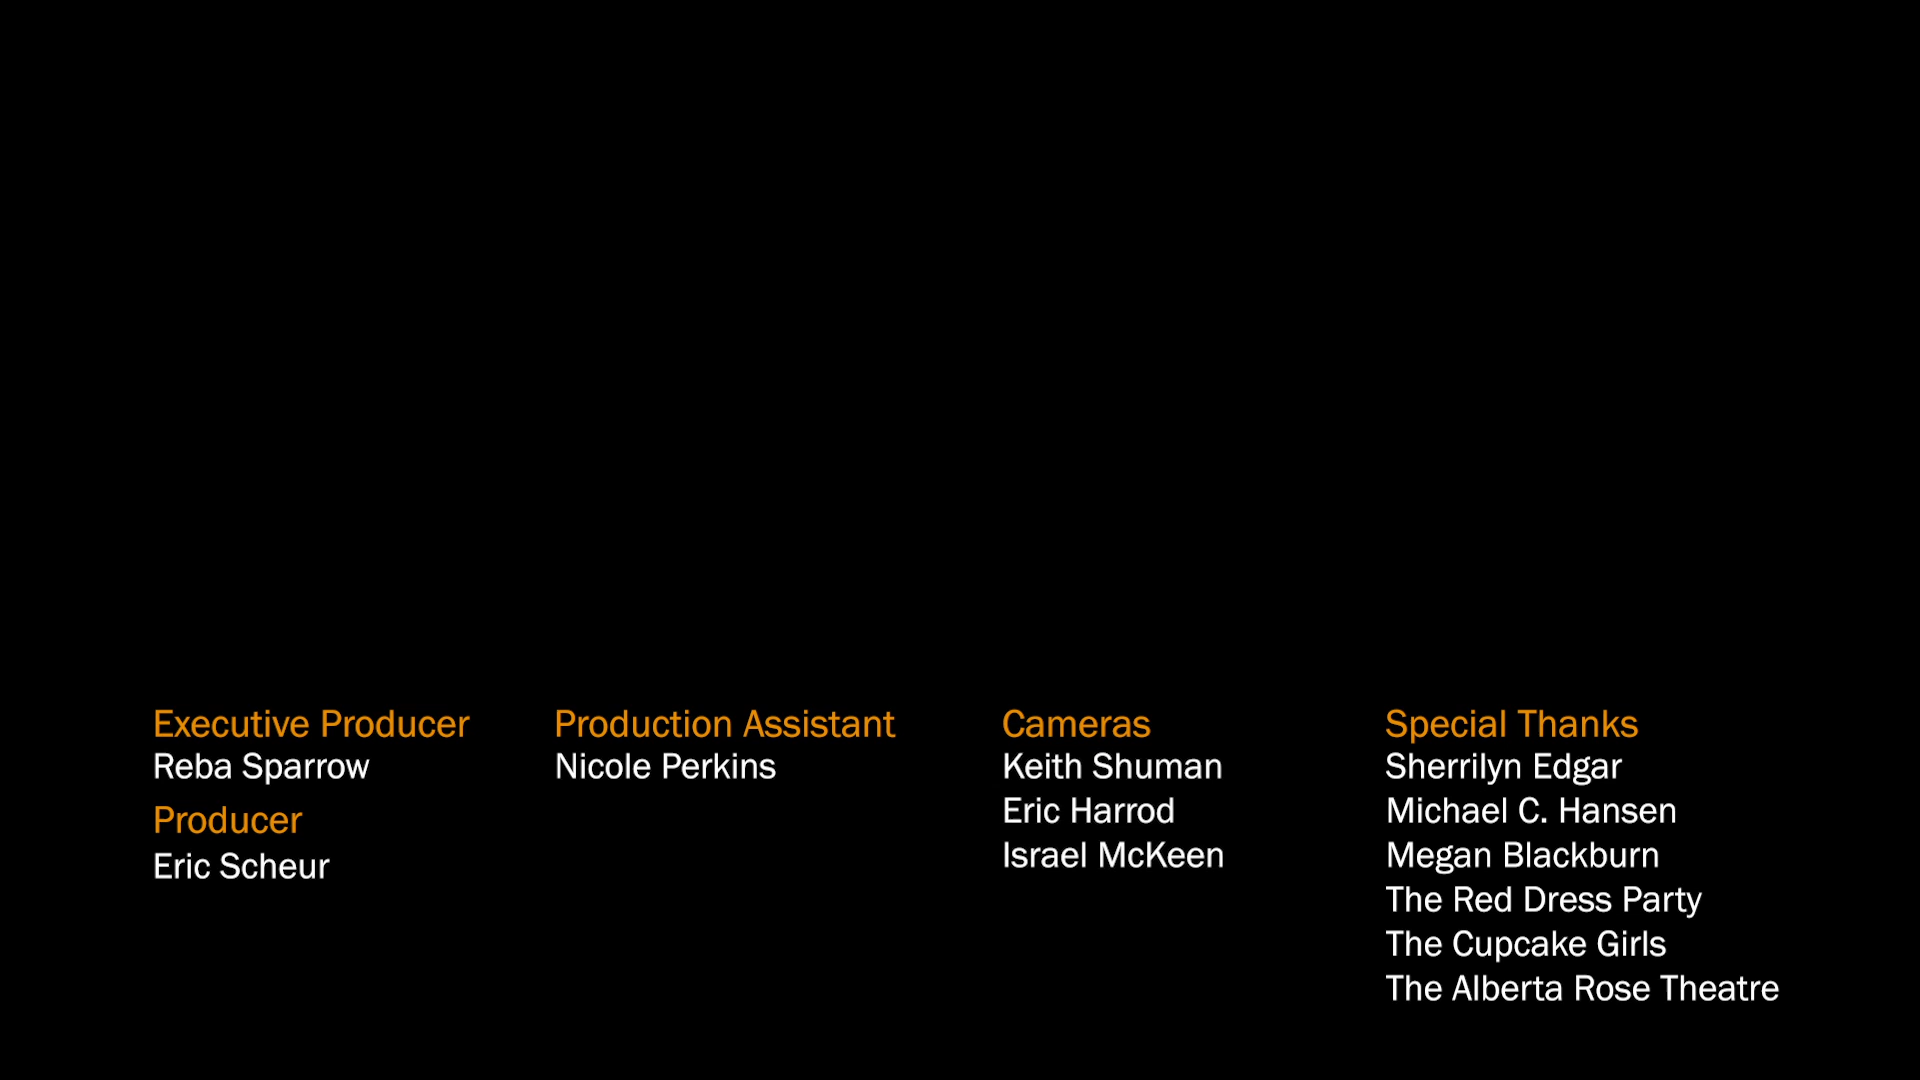 Executive Producer
Reba Sparrow
Producer
Eric Scheur
Production Assistant
Nicole Perkins
Cameras
Keith Shuman
Eric Harrod
Israel McKeen
Special Thanks
Sherrilyn Edgar
Michael C. Hansen
Megan Blackburn
The Red Dress Party
The Cupcake Girls
The Alberta Rose Theatre